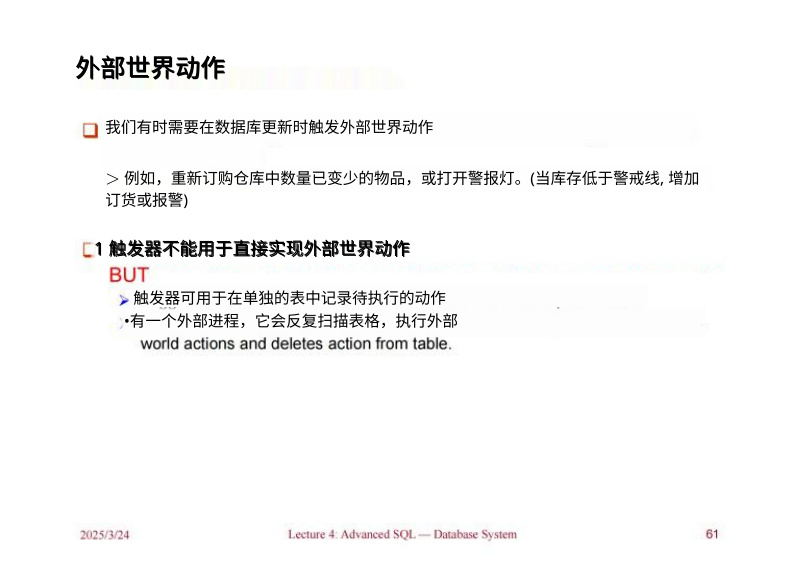 外部世界动作
我们有时需要在数据库更新时触发外部世界动作
> 例如，重新订购仓库中数量已变少的物品，或打开警报灯。(当库存低于警戒线, 增加
订货或报警)
1 触发器不能用于直接实现外部世界动作
BUT
触发器可用于在单独的表中记录待执行的动作
•有一个外部进程，它会反复扫描表格，执行外部
world actions and deletes action from table.
2025/3/24 Lecture 4: Advanced SQL — Database System 61